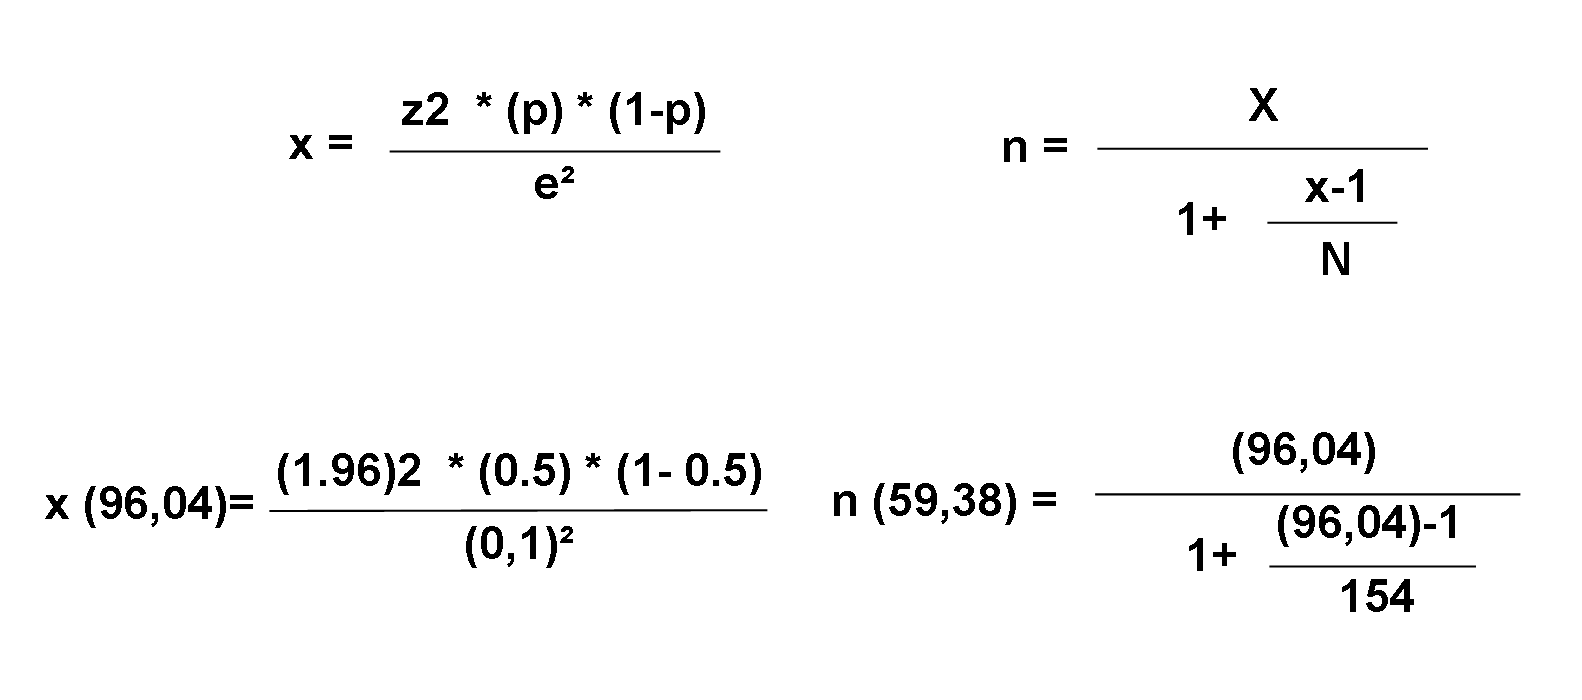 x = z2 * (p) * (1-p)
e²
n = X
1+ x-1
N
x (96,04)= (1.96)2 * (0.5) * (1- 0.5)
(0,1)²
n (59,38) = (96,04)
1+ (96,04)-1
154